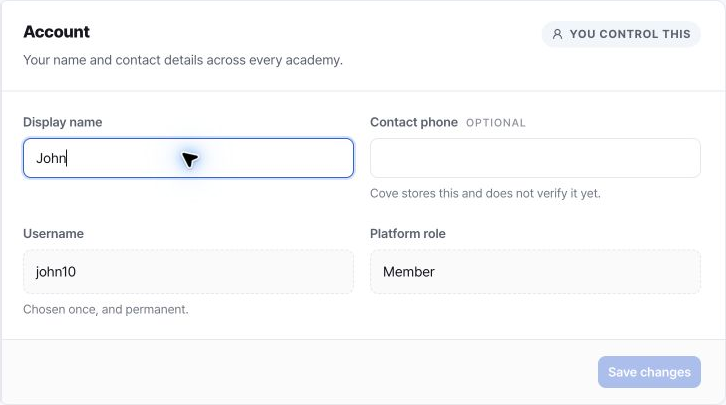 Account
YOU CONTROL THIS
Your name and contact details across every academy.
Display name
Contact phone OPTIONAL
John
Cove stores this and does not verify it yet.
Username
Platform role
john10
Member
Chosen once, and permanent.
Save changes